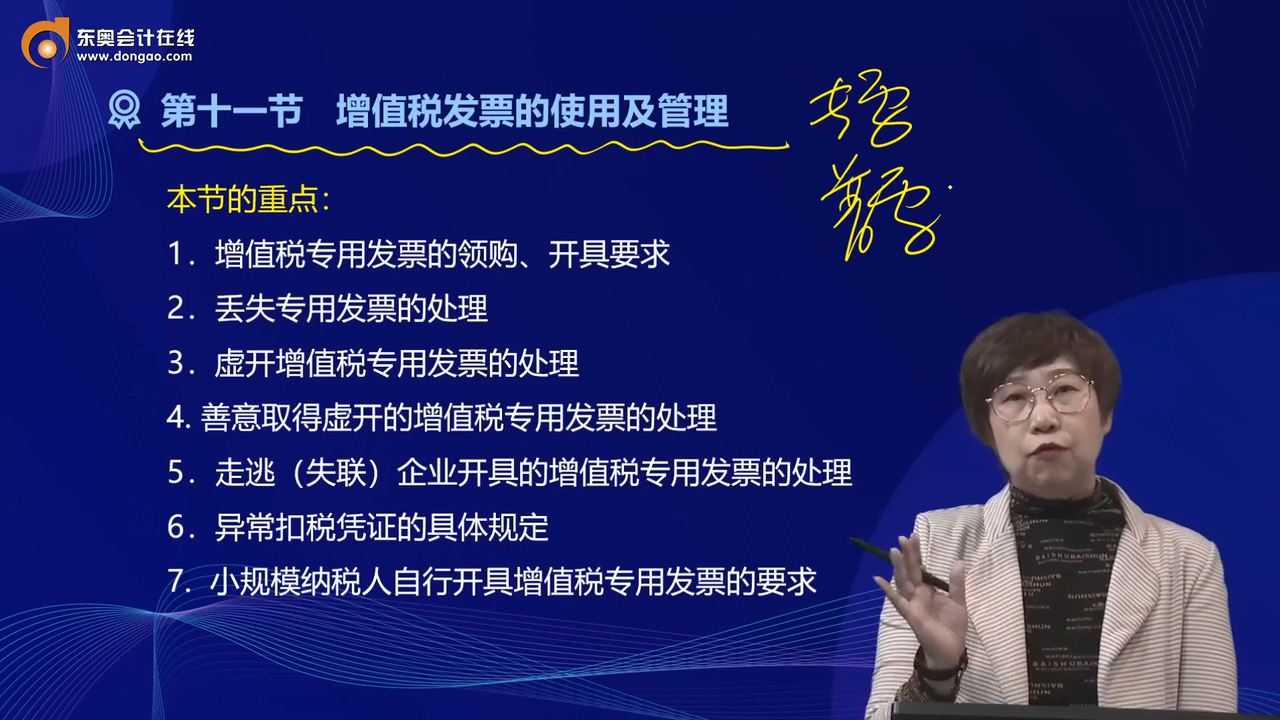 东奥会计在线
www.dongao.com
第十一节 增值税发票的使用及管理
本节的重点：
1．增值税专用发票的领购、开具要求
2．丢失专用发票的处理
3．虚开增值税专用发票的处理
4. 善意取得虚开的增值税专用发票的处理
5．走逃（失联）企业开具的增值税专用发票的处理
6．异常扣税凭证的具体规定
7. 小规模纳税人自行开具增值税专用发票的要求
BAISHUBAISHUN